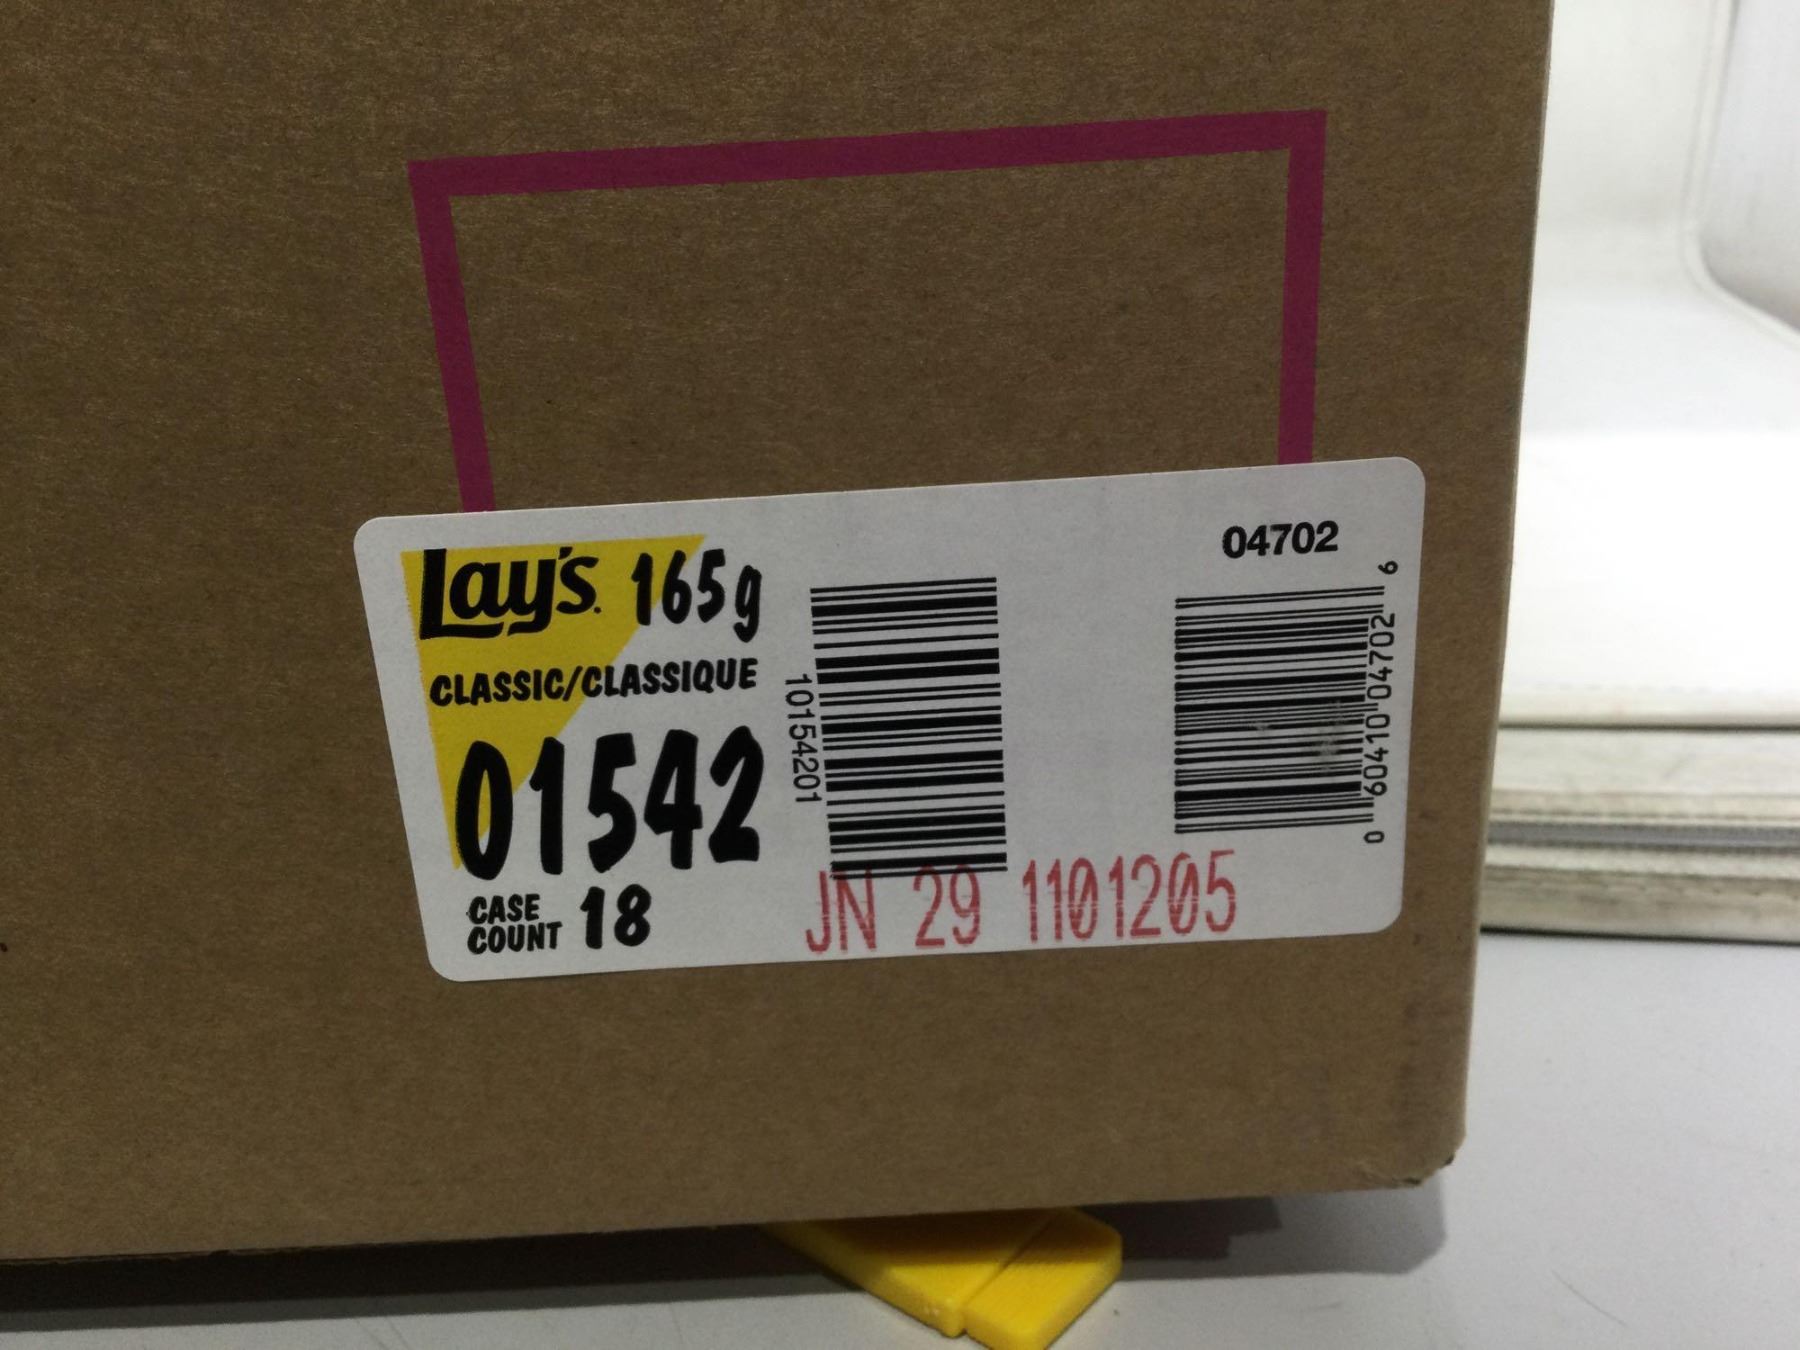 Lay's. 165g
CLASSIC/CLASSIQUE
01542
CASE
COUNT 18
10154201
04702
0 60410 04702 6
JN 29 1101205